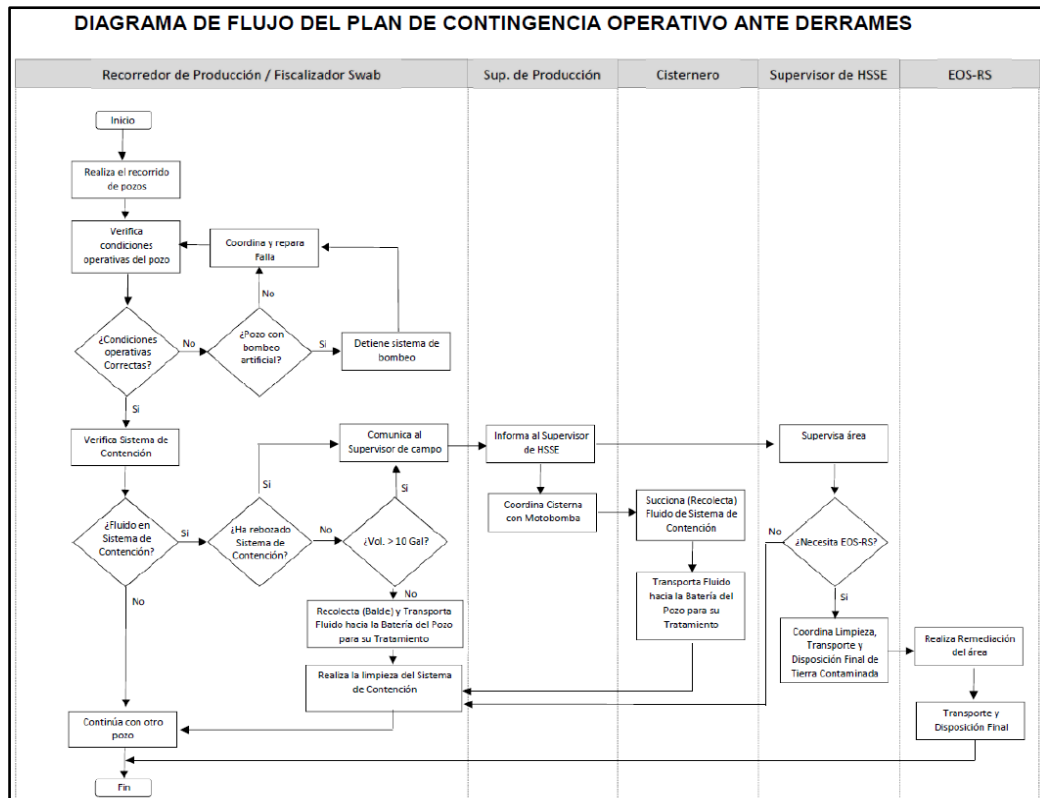 DIAGRAMA DE FLUJO DEL PLAN DE CONTINGENCIA OPERATIVO ANTE DERRAMES
Recorredor de Producción / Fiscalizador Swab
Sup. de Producción
Cisternero
Supervisor de HSSE
EOS-RS
Inicio
Realiza el recorrido
de pozos
Verifica
condiciones
operativas del pozo
Coordina y repara
Falla
No
¿Condiciones
operativas
Correctas?
No
¿Pozo con
bombeo
artificial?
Si
Detiene sistema de
bombeo
Si
Verifica Sistema de
Contención
Comunica al
Supervisor de campo
Informa al Supervisor
de HSSE
Supervisa área
Si
Si
Coordina Cisterna
con Motobomba
Succiona (Recolecta)
Fluido de Sistema de
Contención
¿Fluido en
Sistema de
Contención?
Si
¿Ha rebozado
Sistema de
Contención?
No
¿Vol. > 10 Gal?
No
¿Necesita EOS-RS?
No
No
Si
Recolecta (Balde) y Transporta
Fluido hacia la Batería del Pozo
para su Tratamiento
Transporta Fluido
hacia la Batería del
Pozo para su
Tratamiento
Coordina Limpieza,
Transporte y
Disposición Final de
Tierra Contaminada
Realiza Remediación
del área
Realiza la limpieza del Sistema
de Contención
Continúa con otro
pozo
Transporte y
Disposición Final
Fin